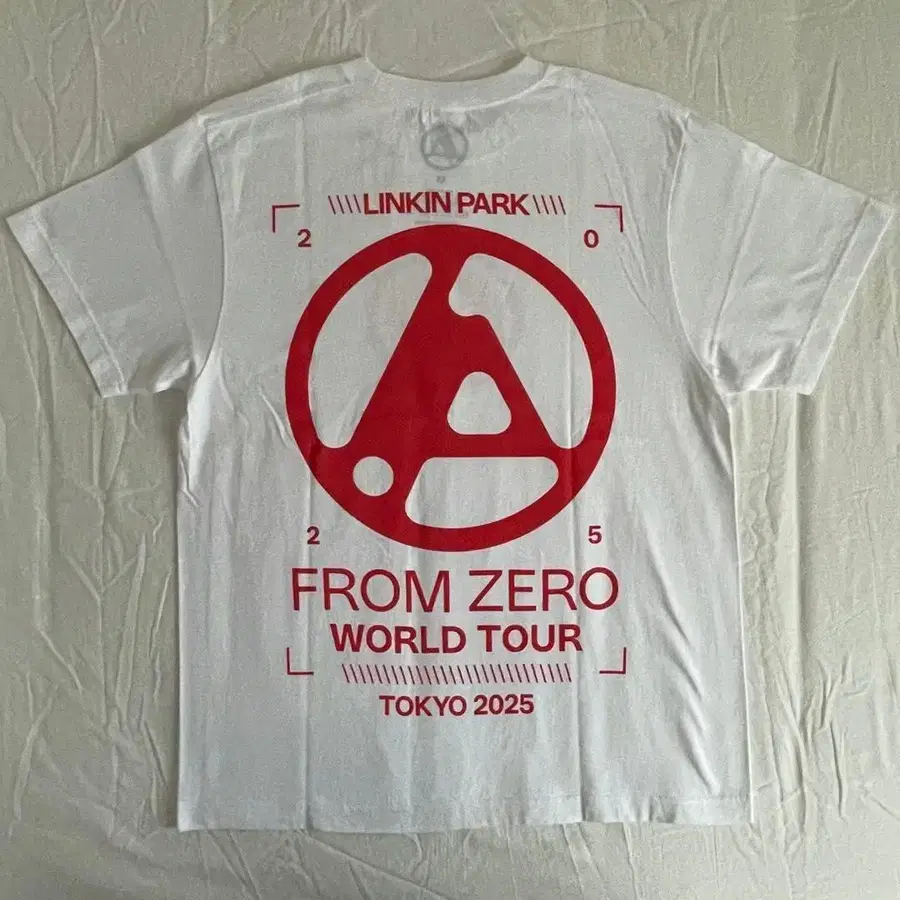 \\\\LINKIN PARK\\\\
2 0
2 5
FROM ZERO
WORLD TOUR
TOKYO 2025